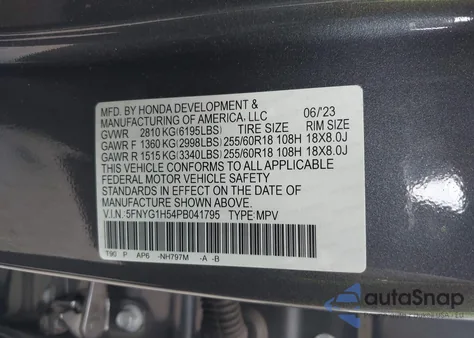 MFD. BY HONDA DEVELOPMENT &
MANUFACTURING OF AMERICA, LLC 06/'23
GVWR 2810 KG(6195LBS) TIRE SIZE RIM SIZE
GAWR F 1360 KG(2998LBS) 255/60R18 108H 18X8.0J
GAWR R 1515 KG(3340LBS) 255/60R18 108H 18X8.0J
THIS VEHICLE CONFORMS TO ALL APPLICABLE
FEDERAL MOTOR VEHICLE SAFETY
STANDARDS IN EFFECT ON THE DATE OF
MANUFACTURE SHOWN ABOVE.
V.I.N: 5FNYG1H54PB041795 TYPE: MPV
T90 P AP6 -NH797M -A -B
autoSnap